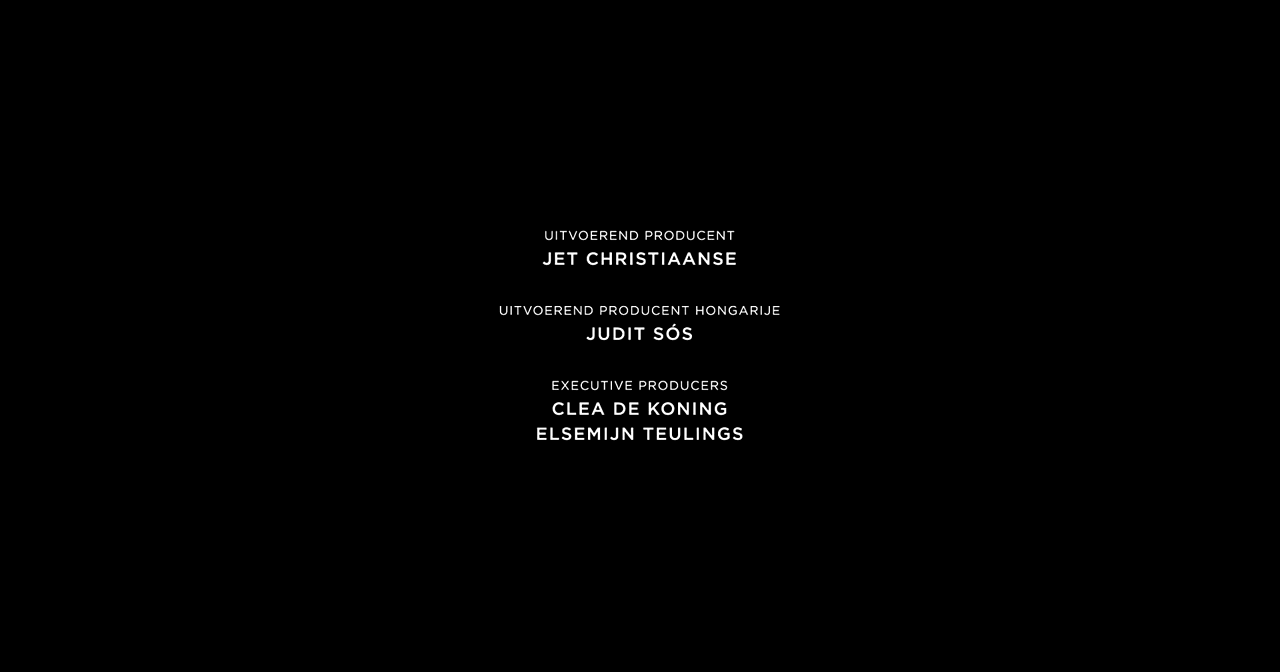 UITVOEREND PRODUCENT
JET CHRISTIAANSE
UITVOEREND PRODUCENT HONGARIJE
JUDIT SÓS
EXECUTIVE PRODUCERS
CLEA DE KONING
ELSEMIJN TEULINGS